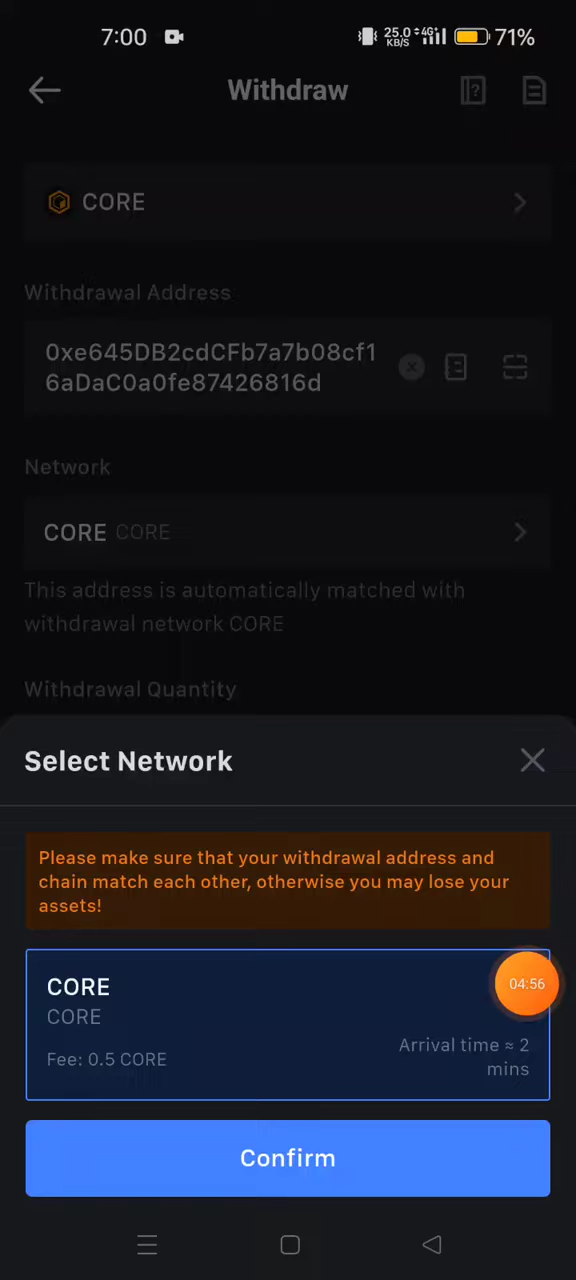 7:00
25.0
KB/S
4G+
71%
Withdraw
CORE
Withdrawal Address
0xe645DB2cdCFb7a7b08cf1
6aDaC0a0fe87426816d
Network
CORE CORE
This address is automatically matched with
withdrawal network CORE
Withdrawal Quantity
Select Network
Please make sure that your withdrawal address and
chain match each other, otherwise you may lose your
assets!
CORE
04:56
CORE
Fee: 0.5 CORE
Arrival time ≈ 2
mins
Confirm